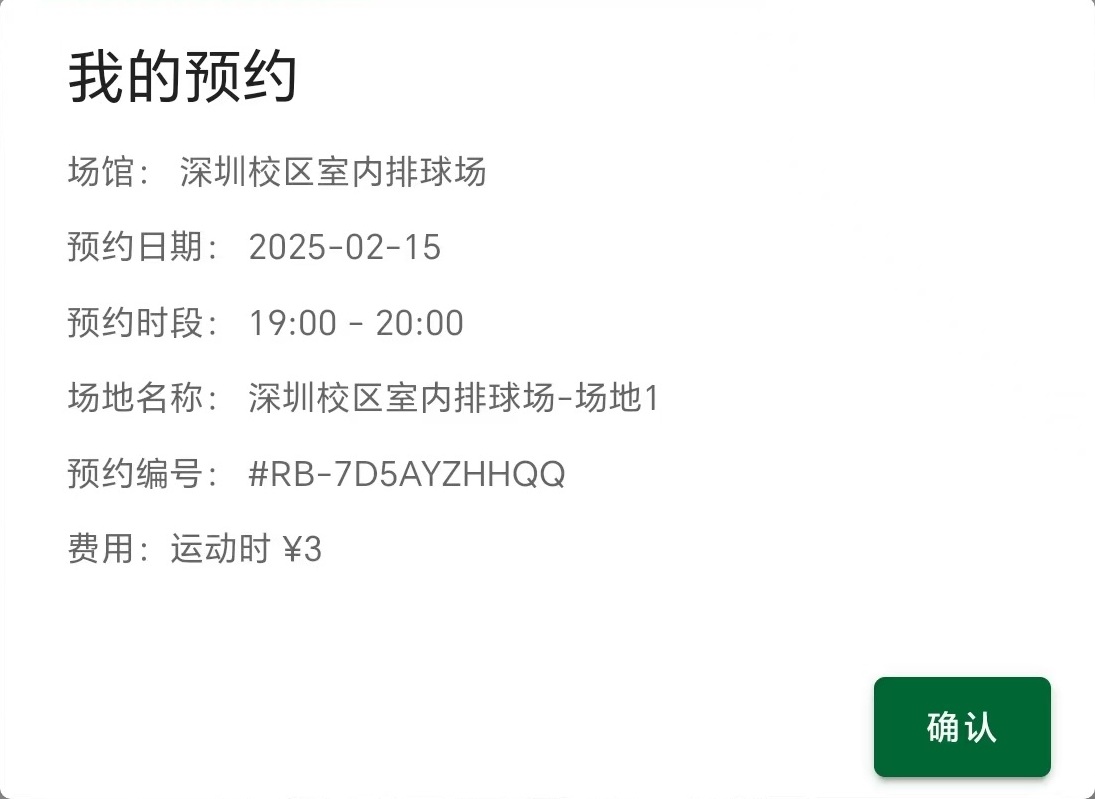 我的预约
场馆： 深圳校区室内排球场
预约日期： 2025-02-15
预约时段： 19:00 - 20:00
场地名称： 深圳校区室内排球场-场地1
预约编号： #RB-7D5AYZHHQQ
费用：运动时 ¥3
确认